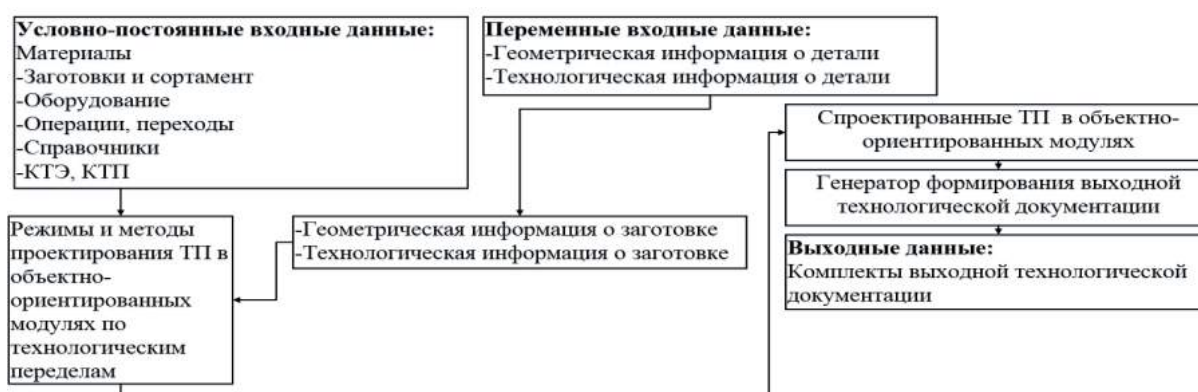 Условно-постоянные входные данные:
Материалы
-Заготовки и сортамент
-Оборудование
-Операции, переходы
-Справочники
-КТЭ, КТП
Переменные входные данные:
-Геометрическая информация о детали
-Технологическая информация о детали
Режимы и методы
проектирования ТП в
объектно-
ориентированных
модулях по
технологическим
переделам
-Геометрическая информация о заготовке
-Технологическая информация о заготовке
Спроектированные ТП в объектно-
ориентированных модулях
Генератор формирования выходной
технологической документации
Выходные данные:
Комплекты выходной технологической
документации